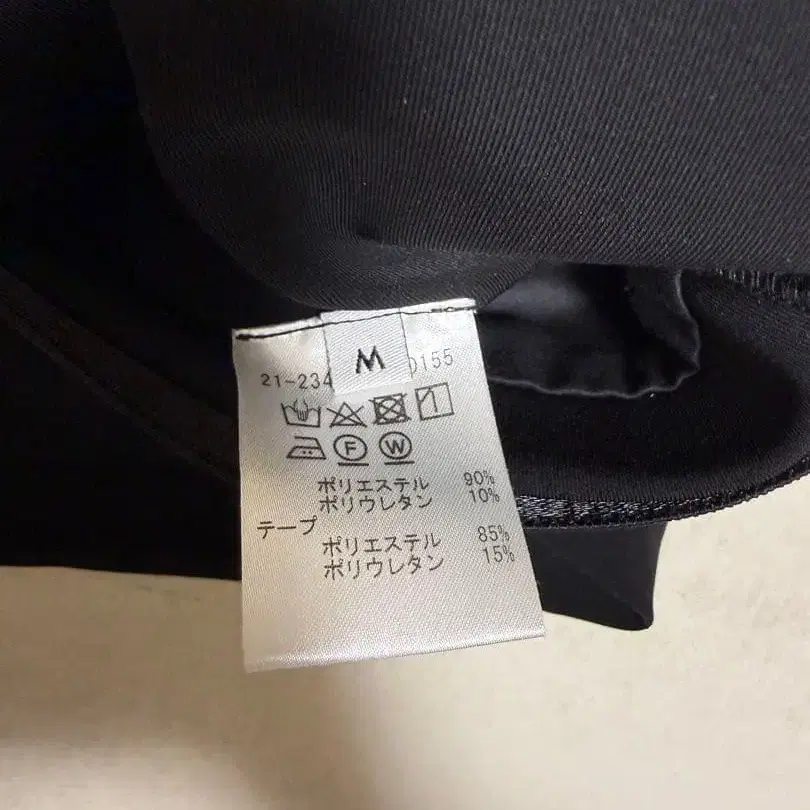 M
21-234 0155
F W
ポリエステル 90%
ポリウレタン 10%
テープ
ポリエステル 85%
ポリウレタン 15%